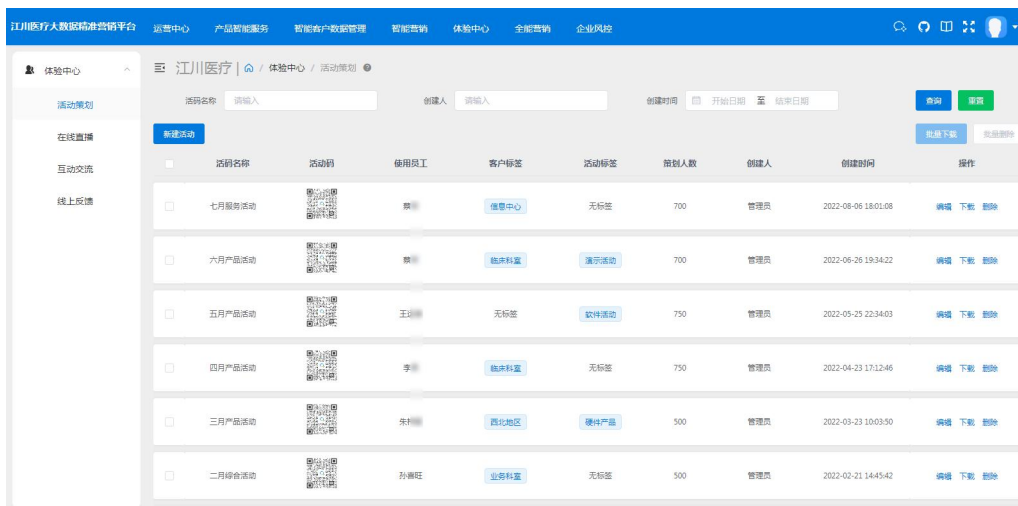 江川医疗大数据精准营销平台 运营中心 产品智能服务 智能客户数据管理 智能营销 体验中心 全能营销 企业风控
体验中心
江川医疗 | / 体验中心 / 活动策划
活动策划
在线直播
互动交流
线上反馈
活码名称 请输入 创建人 请输入 创建时间 开始日期 至 结束日期 查询 重置
新建活动 批量下载 批量删除
活码名称 活动码 使用员工 客户标签 活动标签 策划人数 创建人 创建时间 操作
七月服务活动 信息中心 无标签 700 管理员 2022-08-06 18:01:08 编辑 下载 删除
六月产品活动 临床科室 演示活动 700 管理员 2022-06-26 19:34:22 编辑 下载 删除
五月产品活动 王 无标签 软件活动 750 管理员 2022-05-25 22:34:03 编辑 下载 删除
四月产品活动 李 临床科室 无标签 750 管理员 2022-04-23 17:12:46 编辑 下载 删除
三月产品活动 朱 西北地区 硬件产品 500 管理员 2022-03-23 10:03:50 编辑 下载 删除
二月综合活动 业务科室 无标签 500 管理员 2022-02-21 14:45:42 编辑 下载 删除